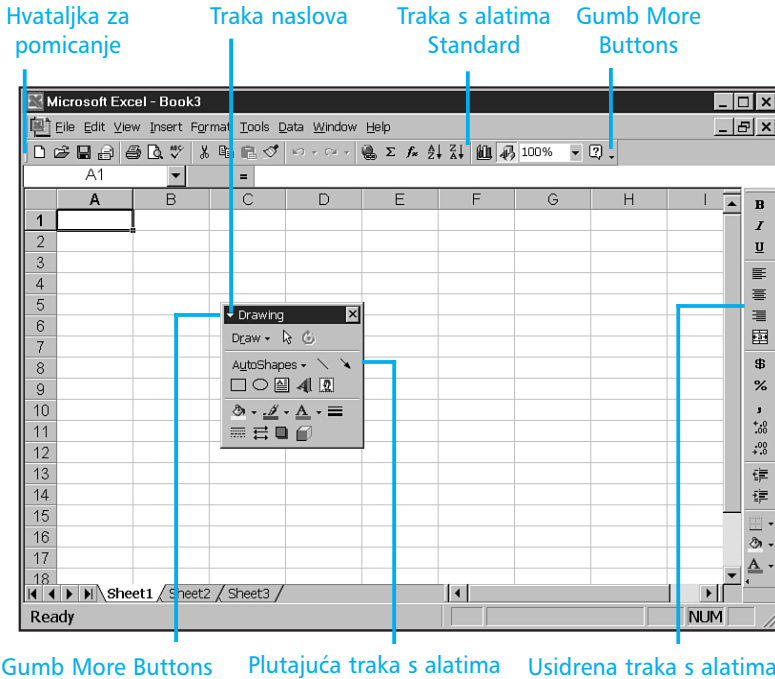 Hvataljka za
pomicanje
Traka naslova
Traka s alatima
Standard
Gumb More
Buttons
Microsoft Excel - Book3
File Edit View Insert Format Tools Data Window Help
100%
A1 =
A B C D E F G H I
1
2
3
4
5
6
7
8
9
10
11
12
13
14
15
16
17
18
Drawing
Draw
AutoShapes
Sheet1 Sheet2 Sheet3
Ready NUM
Gumb More Buttons
Plutajuća traka s alatima
Usidrena traka s alatima